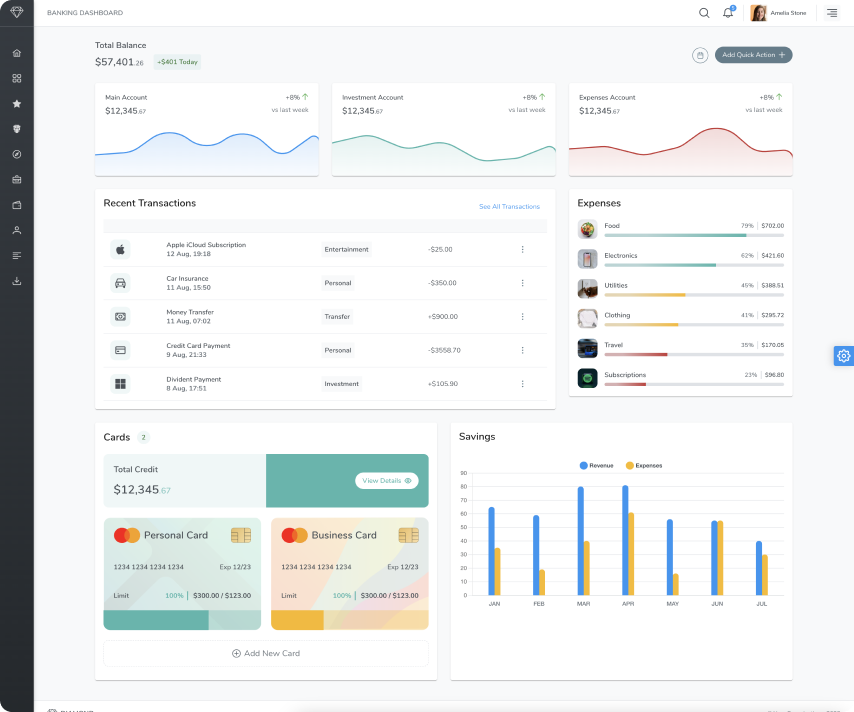 BANKING DASHBOARD
5
Amelia Stone
Total Balance
$57,401.26 +$401 Today
Add Quick Action +
Main Account +8%
$12,345.67 vs last week
Investment Account +8%
$12,345.67 vs last week
Expenses Account +8%
$12,345.67 vs last week
Recent Transactions
See All Transactions
Apple iCloud Subscription
12 Aug, 19:18
Entertainment
-$25.00
Car Insurance
11 Aug, 15:50
Personal
-$350.00
Money Transfer
11 Aug, 07:02
Transfer
+$900.00
Credit Card Payment
9 Aug, 21:33
Personal
-$3558.70
Divident Payment
8 Aug, 17:51
Investment
+$105.90
Expenses
Food 79% $702.00
Electronics 62% $421.60
Utilities 45% $388.51
Clothing 41% $295.72
Travel 35% $170.05
Subscriptions 23% $96.80
Cards 2
Total Credit
$12,345.67
View Details
Personal Card
1234 1234 1234 1234 Exp 12/23
Limit 100% $300.00 / $123.00
Business Card
1234 1234 1234 1234 Exp 12/23
Limit 100% $300.00 / $123.00
Add New Card
Savings
Revenue Expenses
90
80
70
60
50
40
30
20
10
0
JAN FEB MAR APR MAY JUN JUL